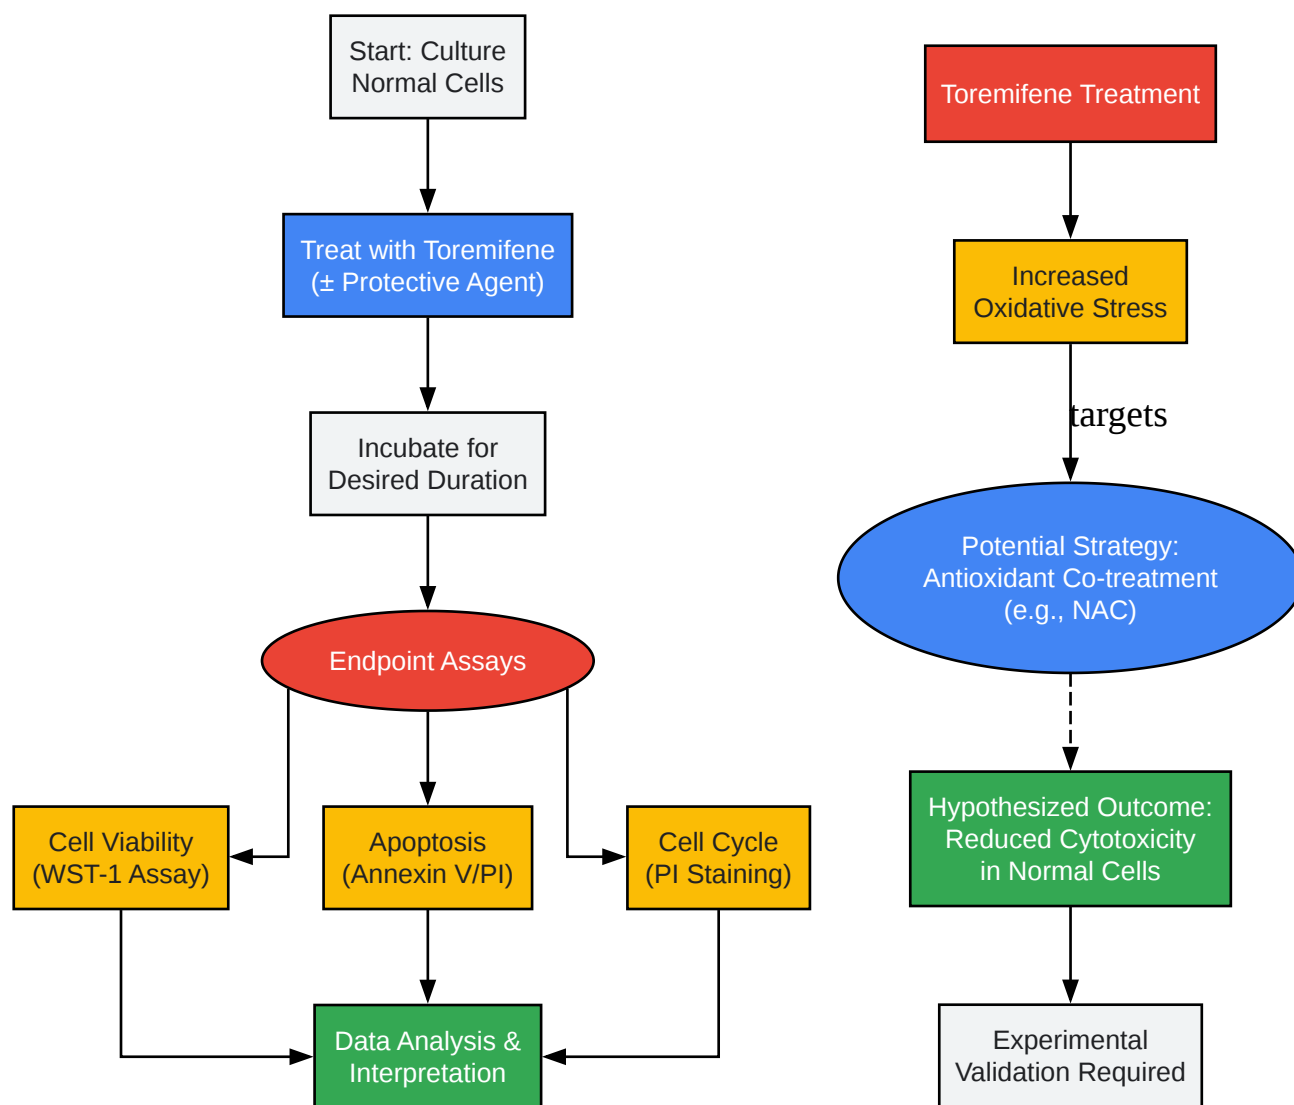 Start: Culture
Normal Cells
Treat with Toremifene
(± Protective Agent)
Incubate for
Desired Duration
Endpoint Assays
Cell Viability
(WST-1 Assay)
Apoptosis
(Annexin V/PI)
Cell Cycle
(PI Staining)
Data Analysis &
Interpretation
Toremifene Treatment
Increased
Oxidative Stress
targets
Potential Strategy:
Antioxidant Co-treatment
(e.g., NAC)
Hypothesized Outcome:
Reduced Cytotoxicity
in Normal Cells
Experimental
Validation Required